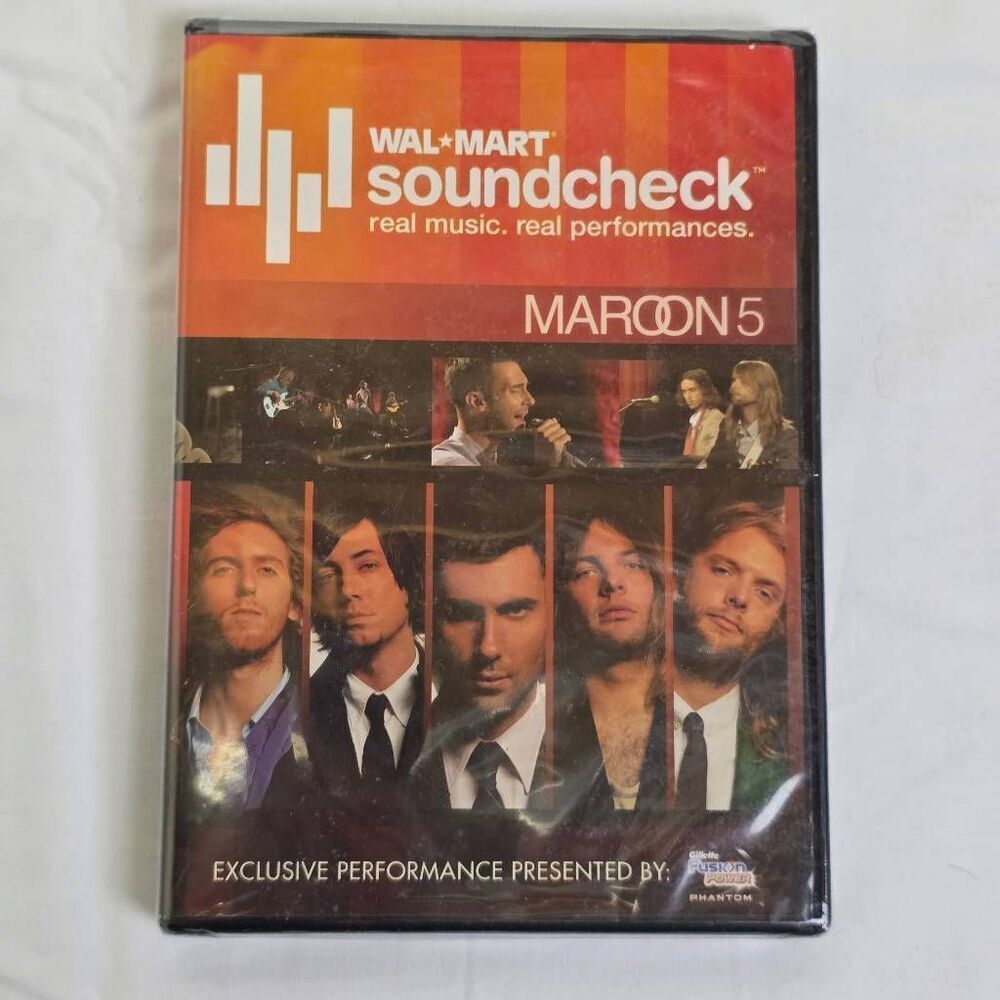 WAL★MART®
soundcheck™
real music. real performances.
MAROON 5
EXCLUSIVE PERFORMANCE PRESENTED BY:
Gillette
Fusion
POWER
PHANTOM